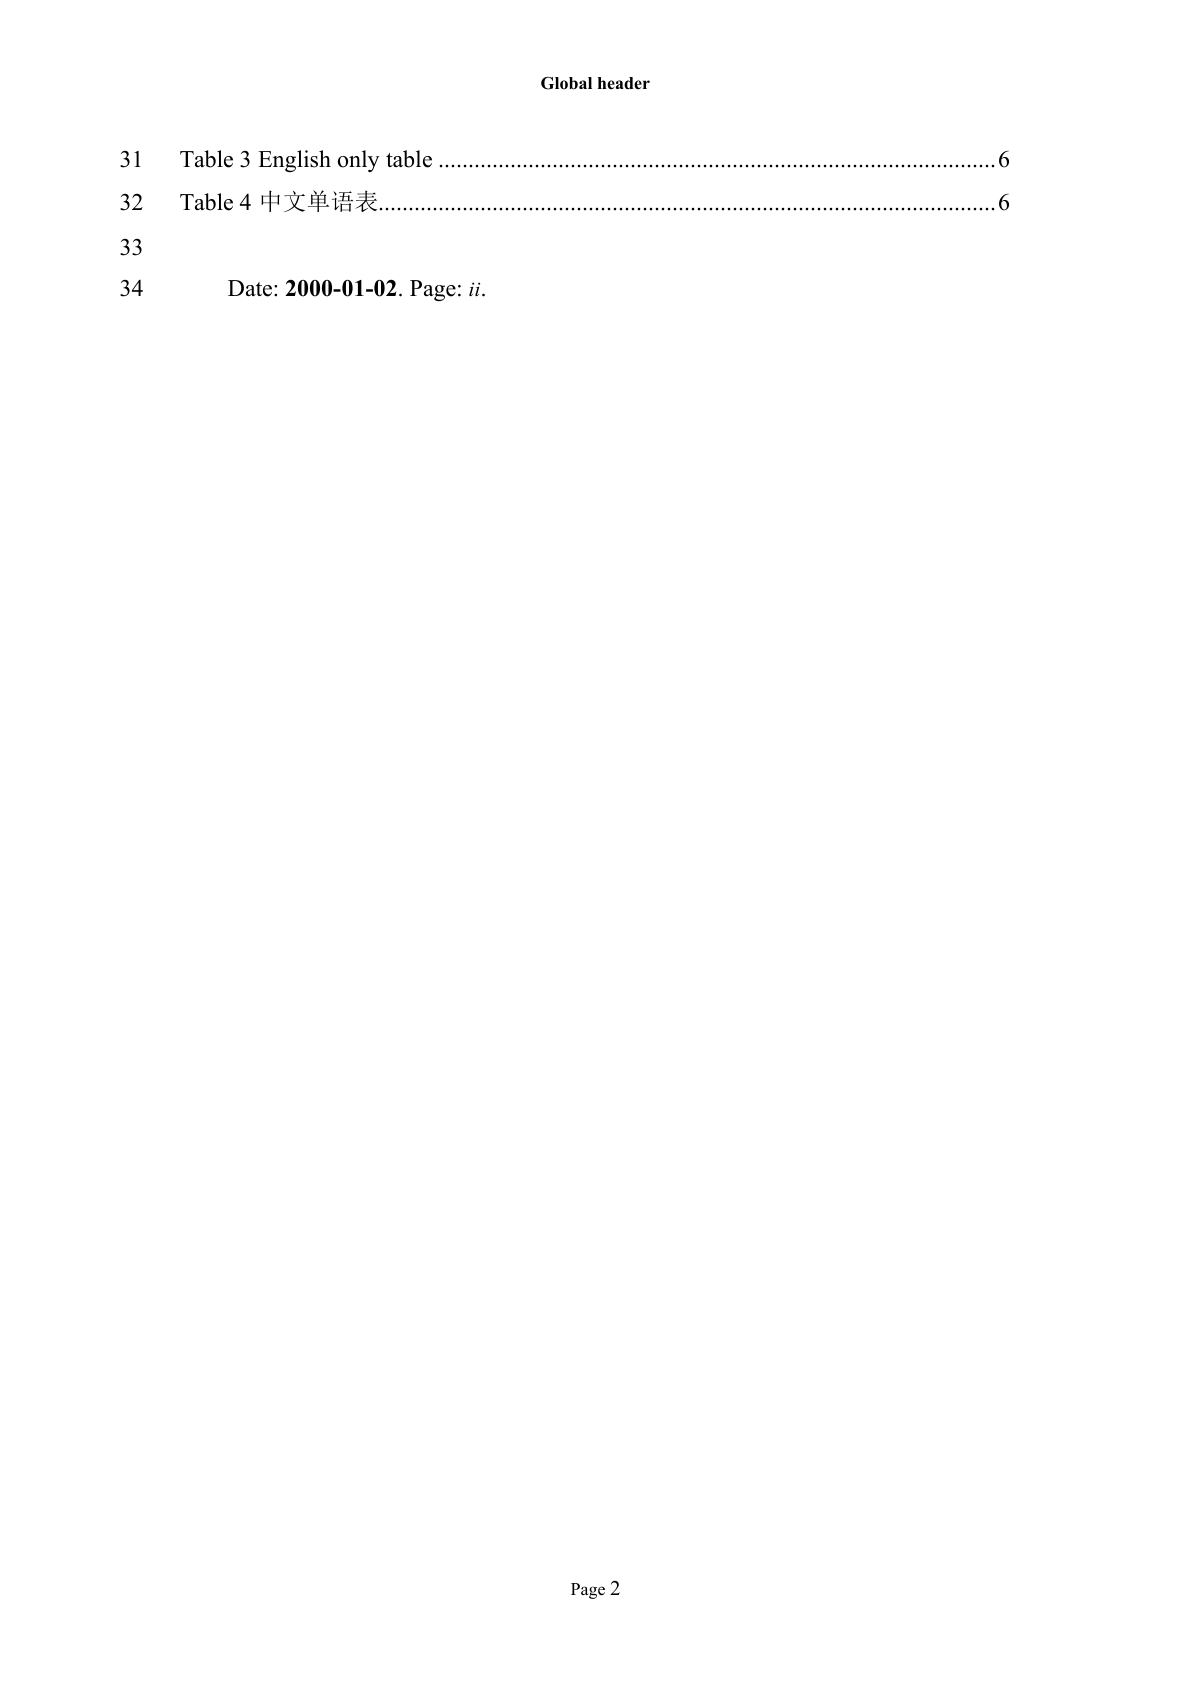 Global header
31 Table 3 English only table ................................................................................................ 6
32 Table 4 中文单语表.......................................................................................................... 6
33
34 Date: 2000-01-02. Page: ii.
Page 2